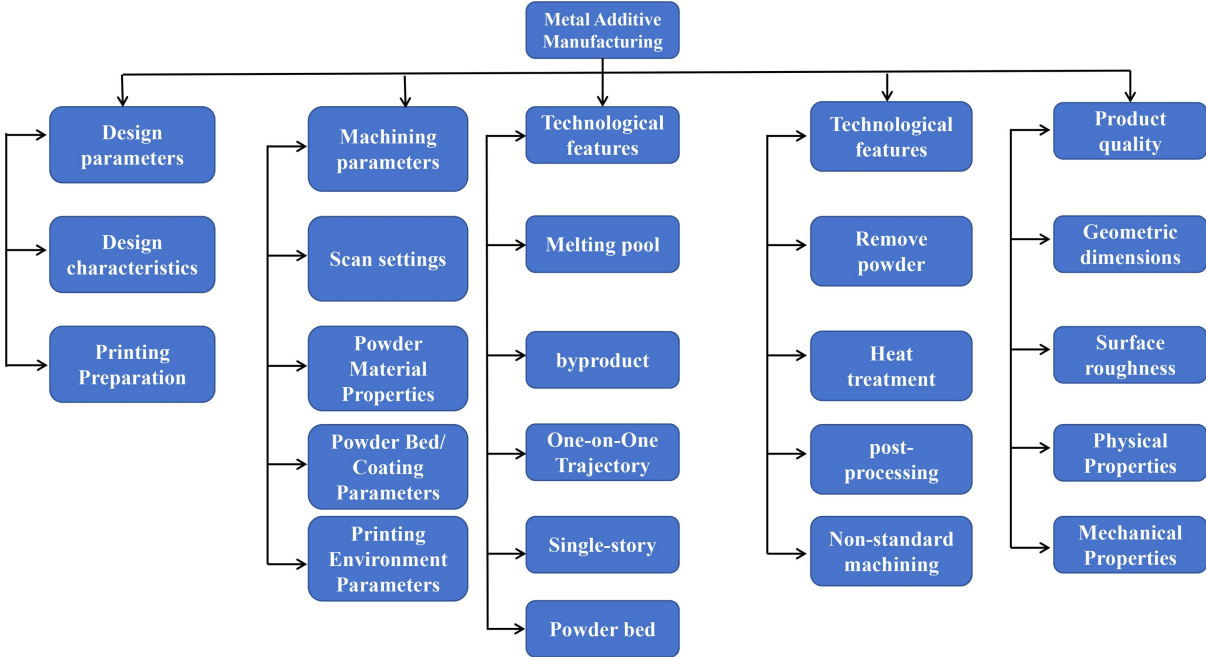 Metal Additive
Manufacturing
Design
parameters
Design
characteristics
Printing
Preparation
Machining
parameters
Scan settings
Powder
Material
Properties
Powder Bed/
Coating
Parameters
Printing
Environment
Parameters
Technological
features
Melting pool
byproduct
One-on-One
Trajectory
Single-story
Powder bed
Technological
features
Remove
powder
Heat
treatment
post-
processing
Non-standard
machining
Product
quality
Geometric
dimensions
Surface
roughness
Physical
Properties
Mechanical
Properties